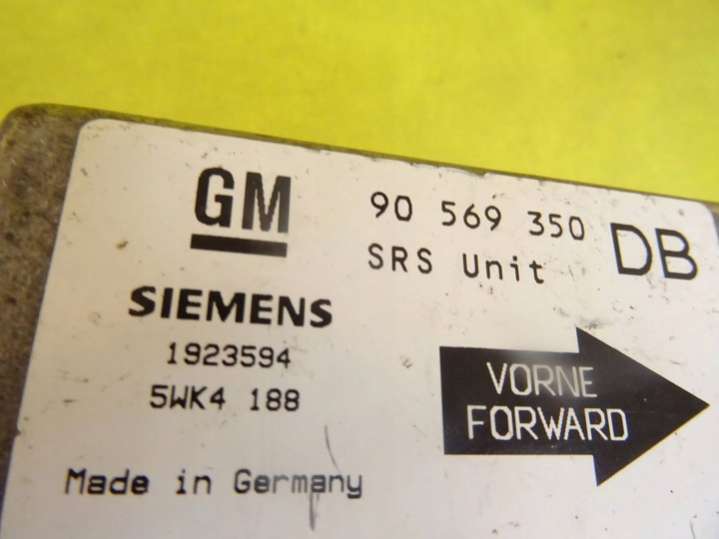 GM 90 569 350 DB
SRS Unit
SIEMENS
1923594
5WK4 188
VORNE
FORWARD
Made in Germany